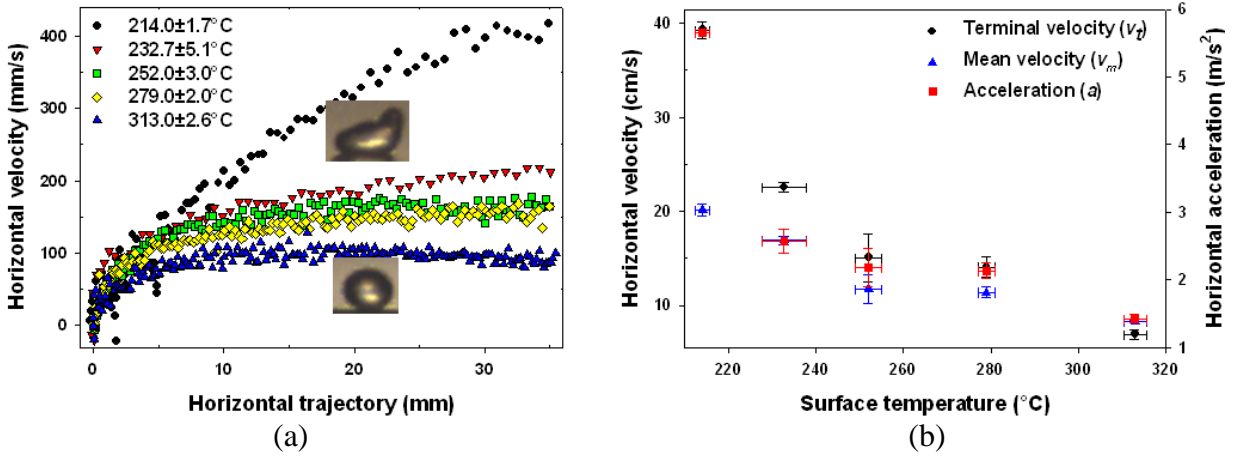 214.0±1.7°C
232.7±5.1°C
252.0±3.0°C
279.0±2.0°C
313.0±2.6°C
Horizontal velocity (mm/s)
400
300
200
100
0
0
10
20
30
Horizontal trajectory (mm)
(a)
Terminal velocity (vt)
Mean velocity (vm)
Acceleration (a)
Horizontal velocity (cm/s)
40
30
20
10
220
240
260
280
300
320
Surface temperature (°C)
6
5
4
3
2
1
Horizontal acceleration (m/s²)
(b)